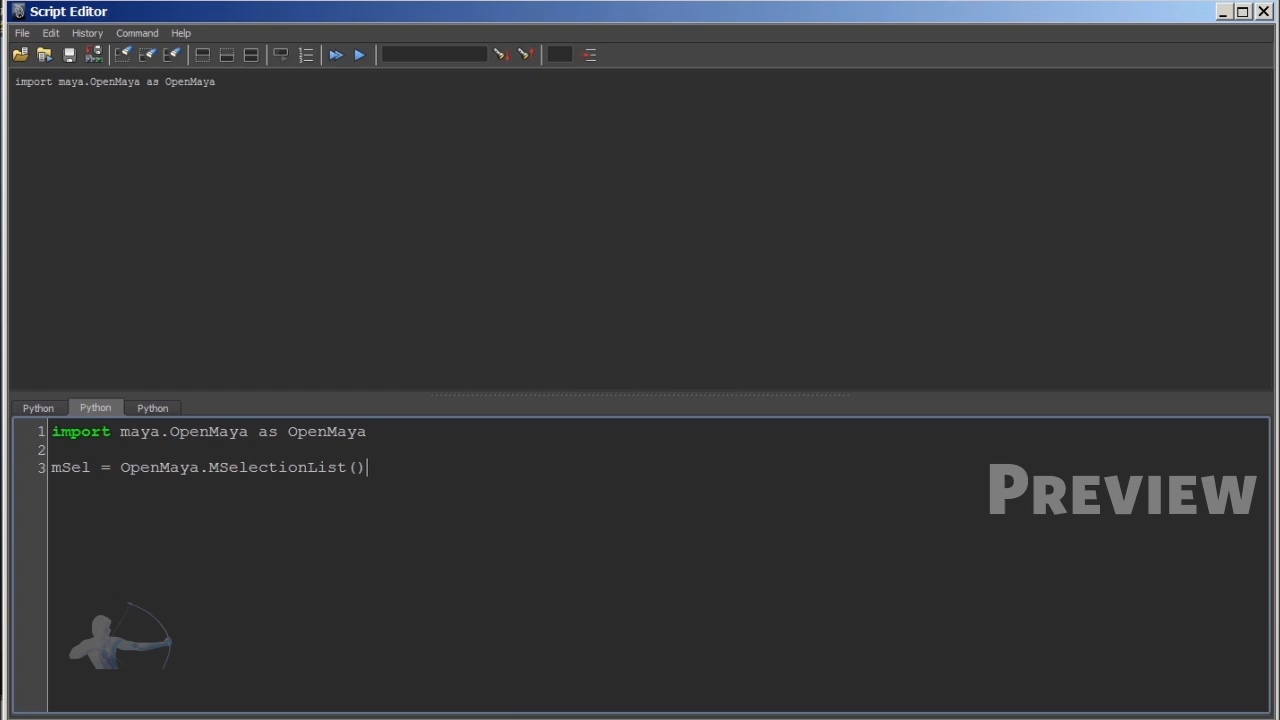 Script Editor
File Edit History Command Help
import maya.OpenMaya as OpenMaya
Python Python Python
1 import maya.OpenMaya as OpenMaya
2
3 mSel = OpenMaya.MSelectionList()
PREVIEW